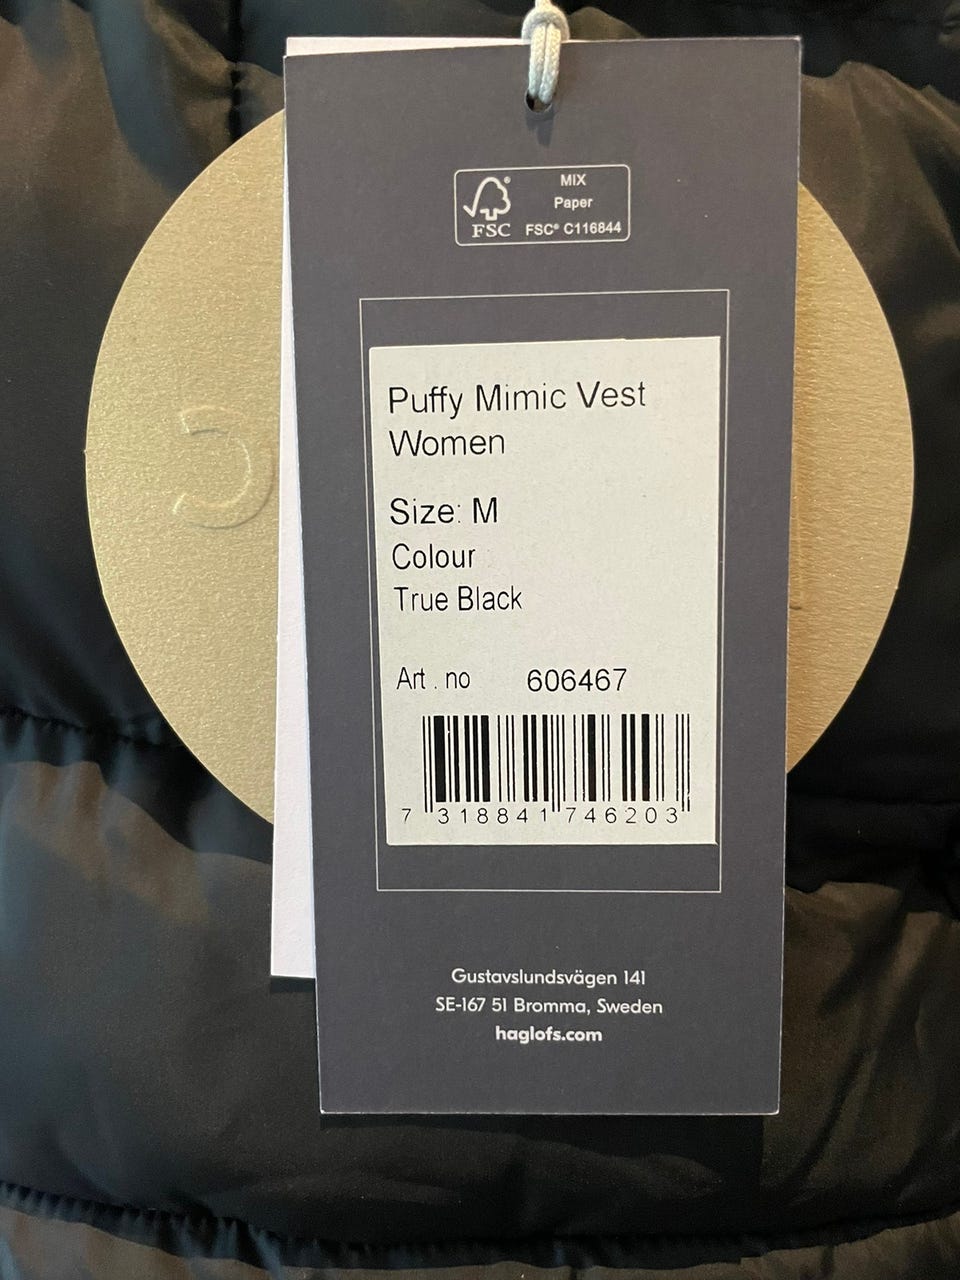 MIX
Paper
FSC® C116844
FSC®
Puffy Mimic Vest
Women
Size: M
Colour
True Black
Art . no 606467
7 318841 746203
Gustavslundsvägen 141
SE-167 51 Bromma, Sweden
haglofs.com